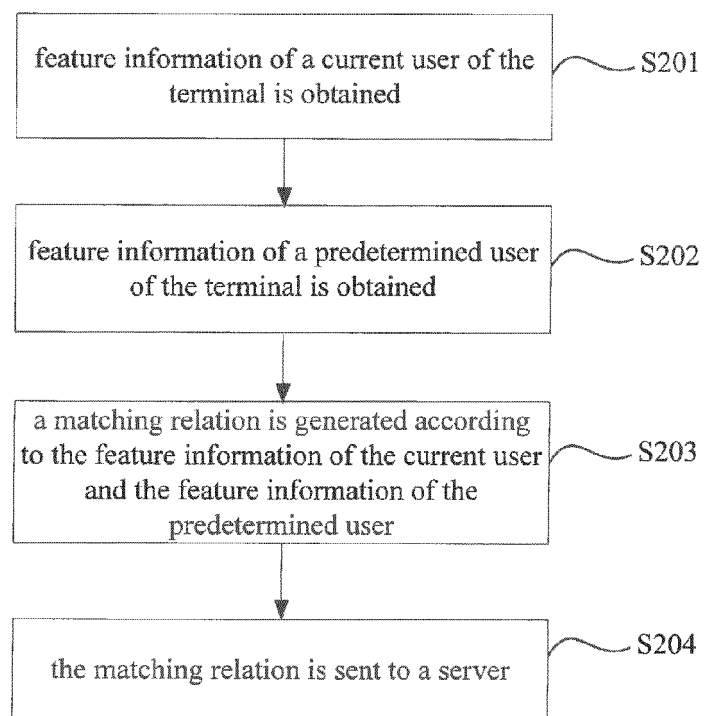 feature information of a current user of the
terminal is obtained
S201
feature information of a predetermined user
of the terminal is obtained
S202
a matching relation is generated according
to the feature information of the current user
and the feature information of the
predetermined user
S203
the matching relation is sent to a server
S204